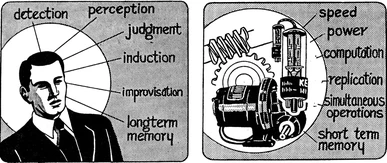 detection
perception
judgment
induction
improvisation
longterm
memory
speed
power
computation
replication
simultaneous
operations
short term
memory